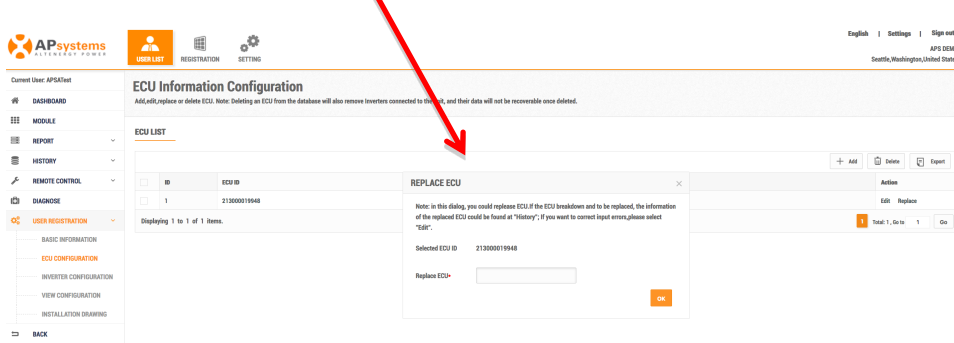 English | Settings | Sign out
APsystems
ALTENERGY POWER
USER LIST REGISTRATION SETTING
APS DEM
Seattle,Washington,United State
Current User: APSATest
ECU Information Configuration
Add,edit,replace or delete ECU. Note: Deleting an ECU from the database will also remove Inverters connected to the unit, and their data will not be recoverable once deleted.
DASHBOARD
MODULE
REPORT
HISTORY
REMOTE CONTROL
DIAGNOSE
USER REGISTRATION
BASIC INFORMATION
ECU CONFIGURATION
INVERTER CONFIGURATION
VIEW CONFIGURATION
INSTALLATION DRAWING
BACK
ECU LIST
Add Delete Export
ID ECU ID Action
1 213000019948 Edit Replace
Displaying 1 to 1 of 1 items.
1 Total: 1 , Go to 1 Go
REPLACE ECU
Note: in this dialog, you could replease ECU.If the ECU breakdown and to be replaced, the information
of the replaced ECU could be found at "History"; If you want to correct input errors,please select
"Edit".
Selected ECU ID 213000019948
Replace ECU*
OK